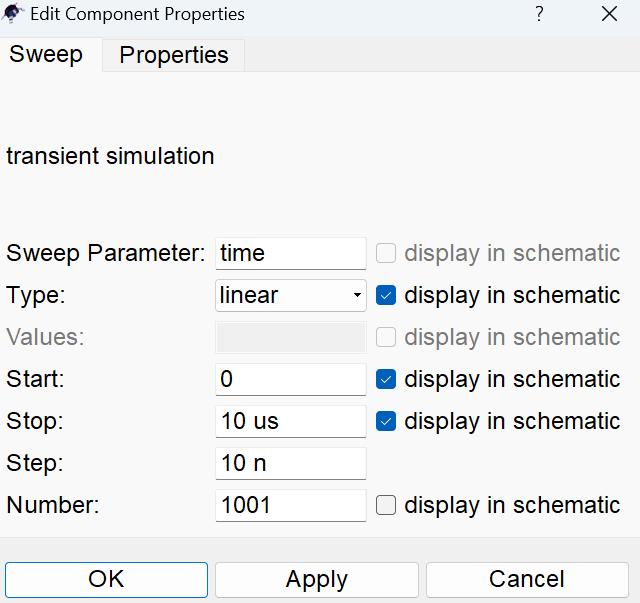 Edit Component Properties ?
Sweep Properties
transient simulation
Sweep Parameter: time display in schematic
Type: linear display in schematic
Values: display in schematic
Start: 0 display in schematic
Stop: 10 us display in schematic
Step: 10 n
Number: 1001 display in schematic
OK Apply Cancel